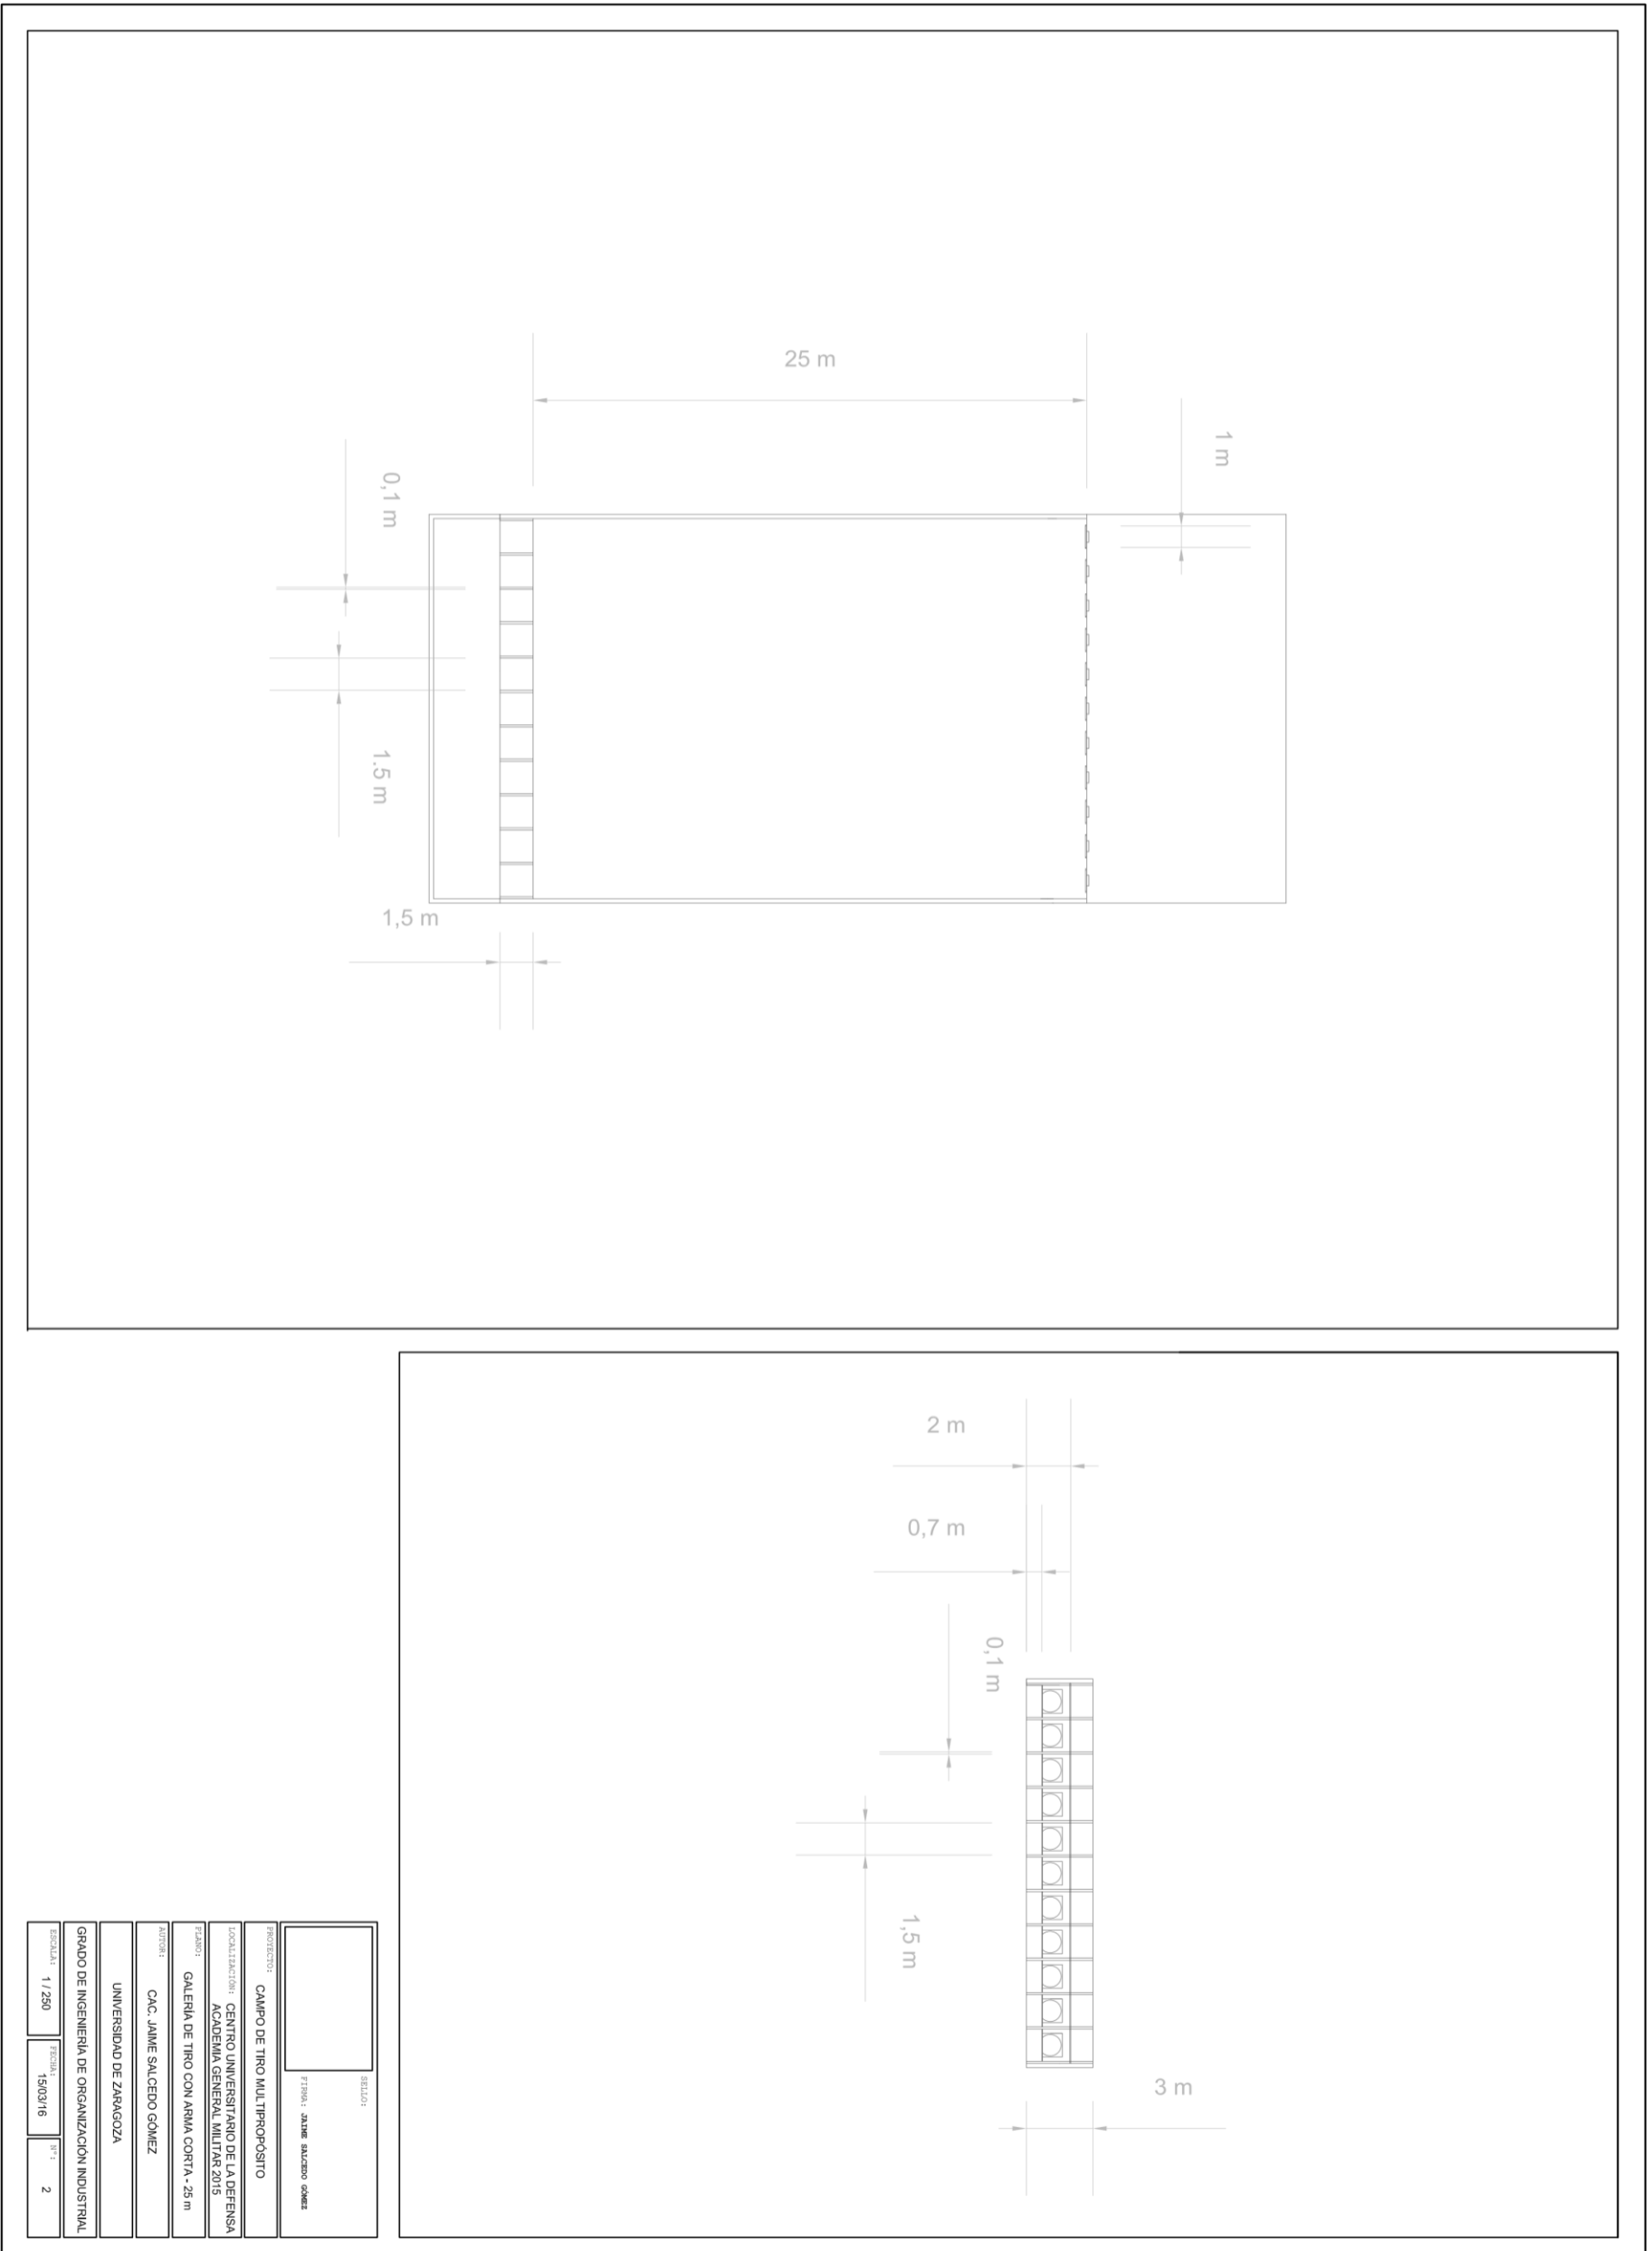 25 m
1 m
0,1 m
1.5 m
1,5 m
2 m
0,7 m
0,1 m
1,5 m
3 m
SELLO:
FIRMA: JAIME SALCEDO GÓMEZ
PROYECTO: CAMPO DE TIRO MULTIPROPÓSITO
LOCALIZACIÓN: CENTRO UNIVERSITARIO DE LA DEFENSA
ACADEMIA GENERAL MILITAR 2015
PLANO: GALERÍA DE TIRO CON ARMA CORTA - 25 m
AUTOR: CAC. JAIME SALCEDO GÓMEZ
UNIVERSIDAD DE ZARAGOZA
GRADO DE INGENIERÍA DE ORGANIZACIÓN INDUSTRIAL
ESCALA: 1 / 250
FECHA: 15/03/16
Nº: 2